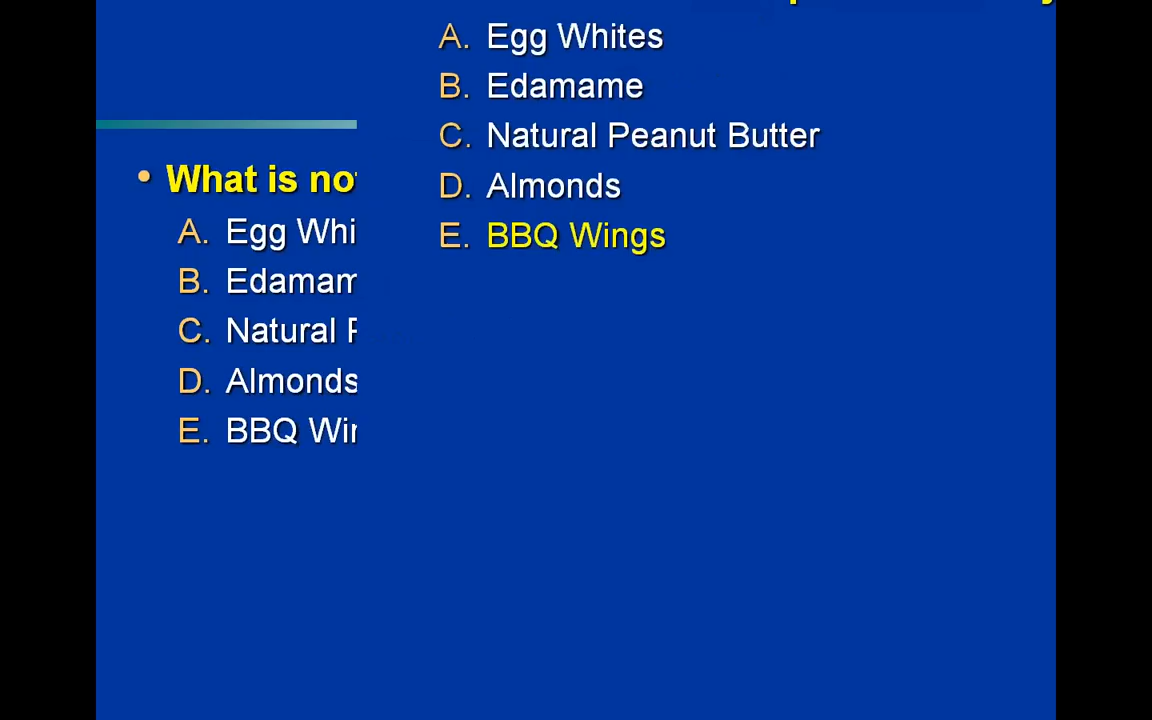 A. Egg Whites
B. Edamame
C. Natural Peanut Butter
D. Almonds
E. BBQ Wings
• What is no
A. Egg Whi
B. Edamam
C. Natural
D. Almonds
E. BBQ Wi